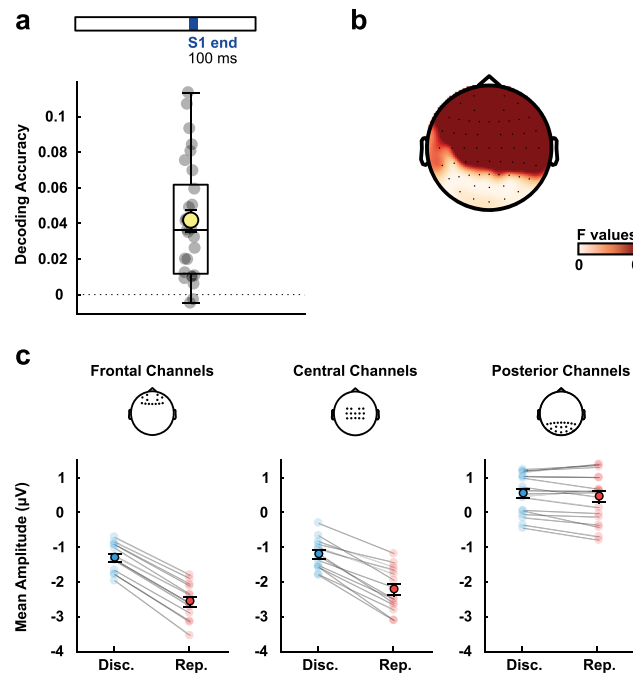 a
S1 end
100 ms
Decoding Accuracy
0.1
0.08
0.06
0.04
0.02
0
b
F values
0
c
Frontal Channels
Central Channels
Posterior Channels
Mean Amplitude (µV)
1
0
-1
-2
-3
-4
Disc.
Rep.
1
0
-1
-2
-3
-4
Disc.
Rep.
1
0
-1
-2
-3
-4
Disc.
Rep.